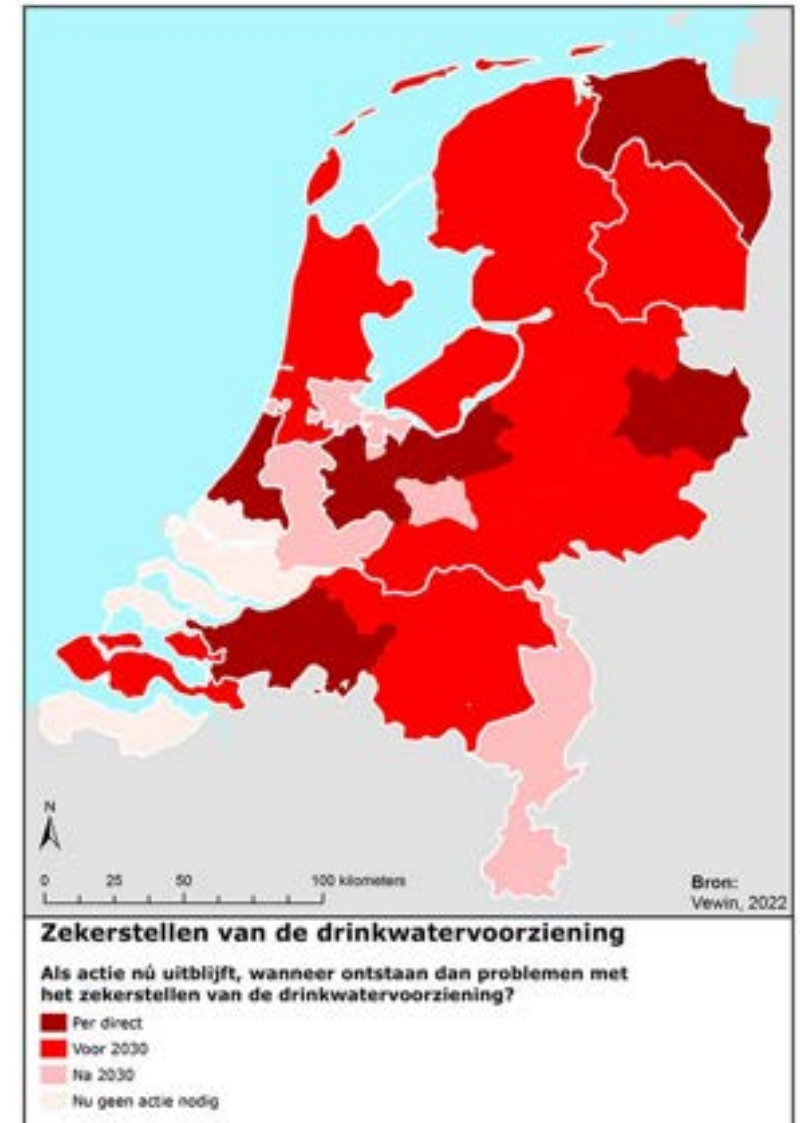 N
0 25 50 100 kilometers
Bron:
Vewin, 2022
Zekerstellen van de drinkwatervoorziening
Als actie nú uitblijft, wanneer ontstaan dan problemen met
het zekerstellen van de drinkwatervoorziening?
Per direct
Voor 2030
Na 2030
Nu geen actie nodig